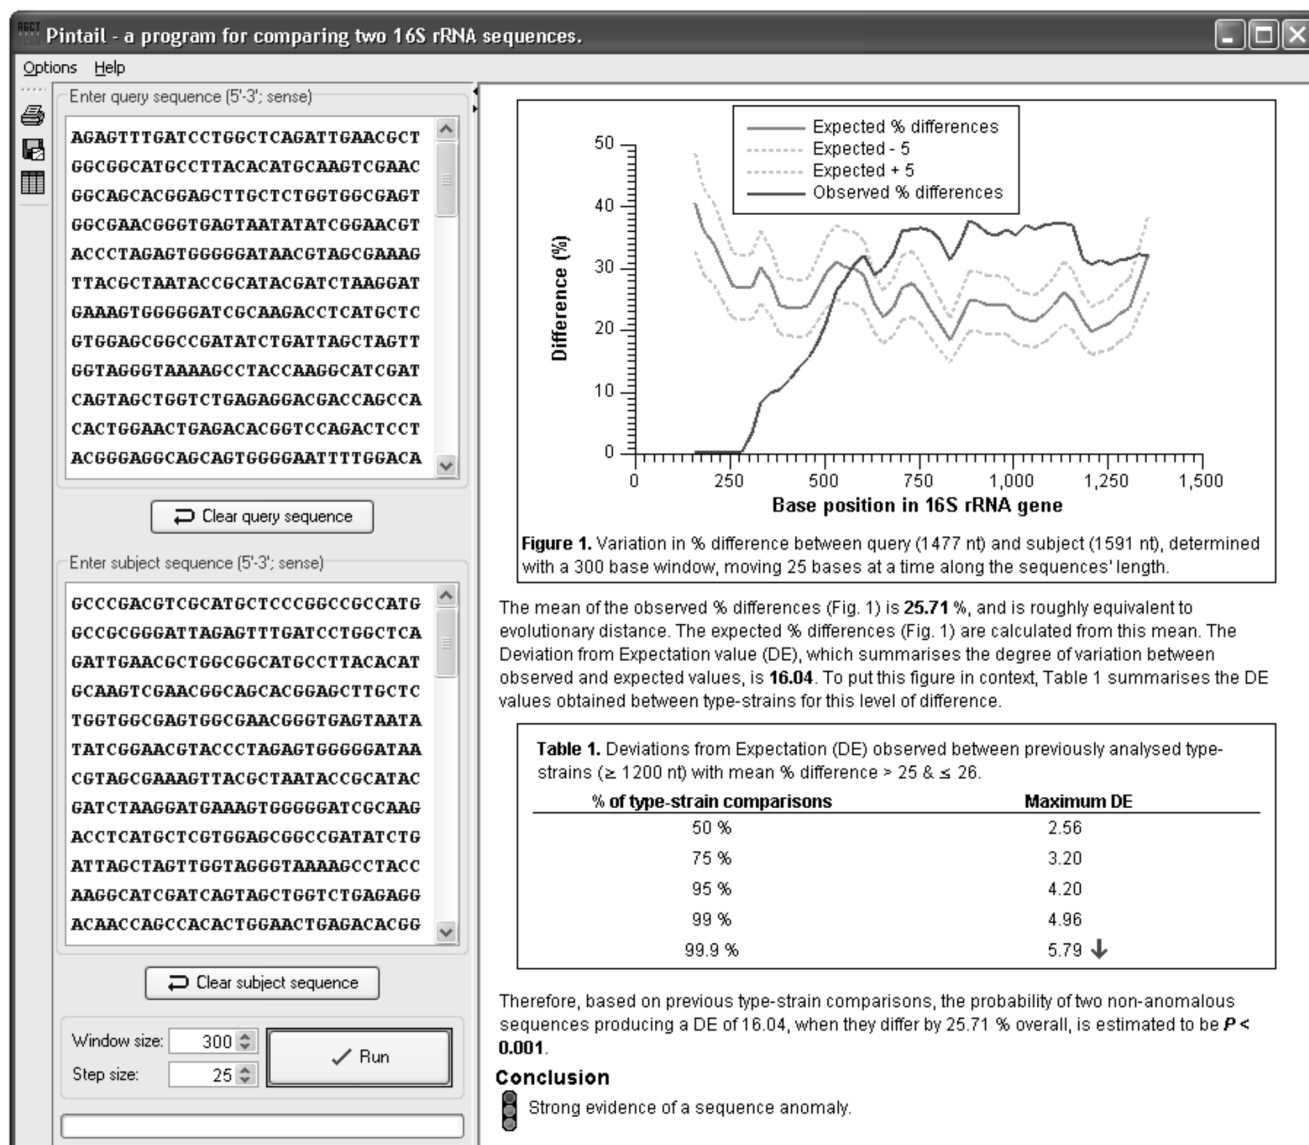 Pintail - a program for comparing two 16S rRNA sequences.
Options Help
Enter query sequence (5'-3'; sense)
AGAGTTTGATCCTGGCTCAGATTGAACGCT
GGCGGCATGCCTTACACATGCAAGTCGAAC
GGCAGCACGGAGCTTGCTCTGGTGGCGAGT
GGCGAACGGGTGAGTAATATATCGGAACGT
ACCCTAGAGTGGGGGATAACGTAGCGAAAG
TTACGCTAATACCGCATACGATCTAAGGAT
GAAAGTGGGGGATCGCAAGACCTCATGCTC
GTGGAGCGGCCGATATCTGATTAGCTAGTT
GGTAGGGTAAAAGCCTACCAAGGCATCGAT
CAGTAGCTGGTCTGAGAGGACGACCAGCCA
CACTGGAACTGAGACACGGTCCAGACTCCT
ACGGGAGGCAGCAGTGGGGAATTTTGGACA
Clear query sequence
Enter subject sequence (5'-3'; sense)
GCCCGACGTCGCATGCTCCCGGCCGCCATG
GCCGCGGGATTAGAGTTTGATCCTGGCTCA
GATTGAACGCTGGCGGCATGCCTTACACAT
GCAAGTCGAACGGCAGCACGGAGCTTGCTC
TGGTGGCGAGTGGCGAACGGGTGAGTAATA
TATCGGAACGTACCCTAGAGTGGGGGATAA
CGTAGCGAAAGTTACGCTAATACCGCATAC
GATCTAAGGATGAAAGTGGGGGATCGCAAG
ACCTCATGCTCGTGGAGCGGCCGATATCTG
ATTAGCTAGTTGGTAGGGTAAAAGCCTACC
AAGGCATCGATCAGTAGCTGGTCTGAGAGG
ACAACCAGCCACACTGGAACTGAGACACGG
Clear subject sequence
Window size: 300
Step size: 25
Run
Expected % differences
Expected - 5
Expected + 5
Observed % differences
Difference (%)
50
40
30
20
10
0
0 250 500 750 1,000 1,250 1,500
Base position in 16S rRNA gene
Figure 1. Variation in % difference between query (1477 nt) and subject (1591 nt), determined
with a 300 base window, moving 25 bases at a time along the sequences' length.
The mean of the observed % differences (Fig. 1) is 25.71 %, and is roughly equivalent to
evolutionary distance. The expected % differences (Fig. 1) are calculated from this mean. The
Deviation from Expectation value (DE), which summarises the degree of variation between
observed and expected values, is 16.04. To put this figure in context, Table 1 summarises the DE
values obtained between type-strains for this level of difference.
Table 1. Deviations from Expectation (DE) observed between previously analysed type-
strains (≥ 1200 nt) with mean % difference > 25 & ≤ 26.
% of type-strain comparisons Maximum DE
50 % 2.56
75 % 3.20
95 % 4.20
99 % 4.96
99.9 % 5.79 ↓
Therefore, based on previous type-strain comparisons, the probability of two non-anomalous
sequences producing a DE of 16.04, when they differ by 25.71 % overall, is estimated to be P <
0.001.
Conclusion
Strong evidence of a sequence anomaly.